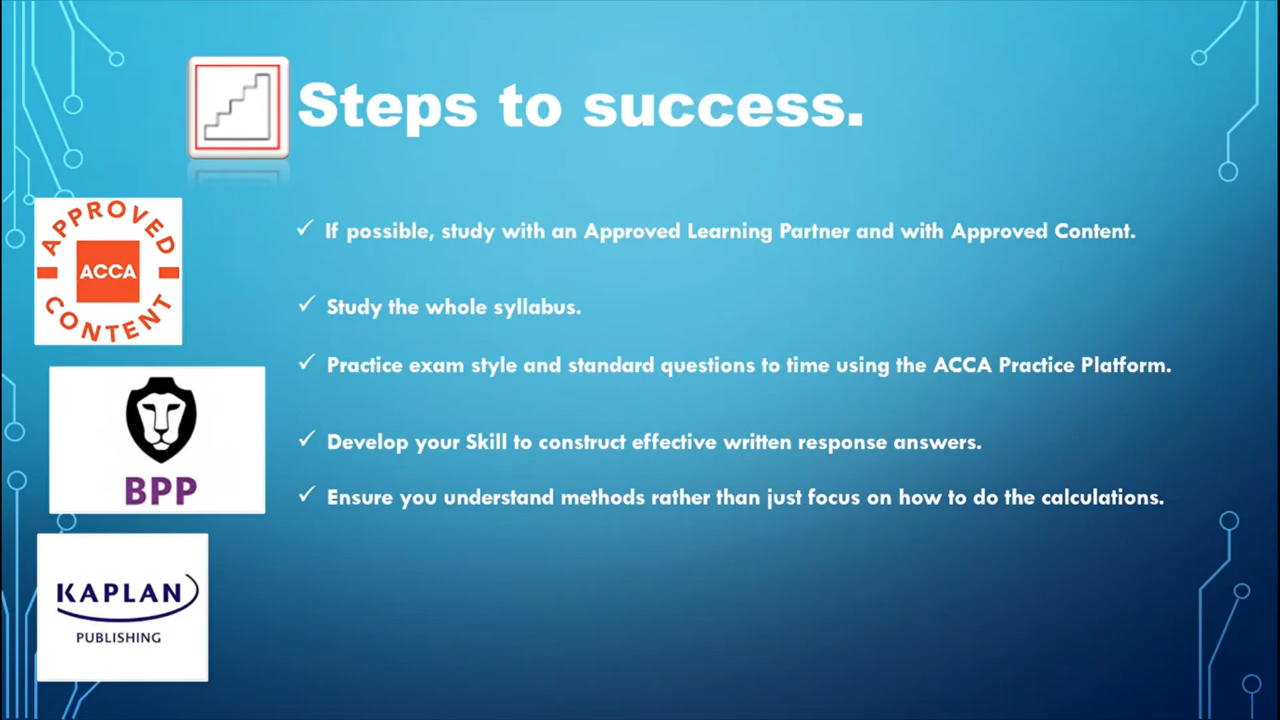 Steps to success.
APPROVED
ACCA
CONTENT
✓ If possible, study with an Approved Learning Partner and with Approved Content.
✓ Study the whole syllabus.
✓ Practice exam style and standard questions to time using the ACCA Practice Platform.
✓ Develop your Skill to construct effective written response answers.
✓ Ensure you understand methods rather than just focus on how to do the calculations.
BPP
KAPLAN
PUBLISHING